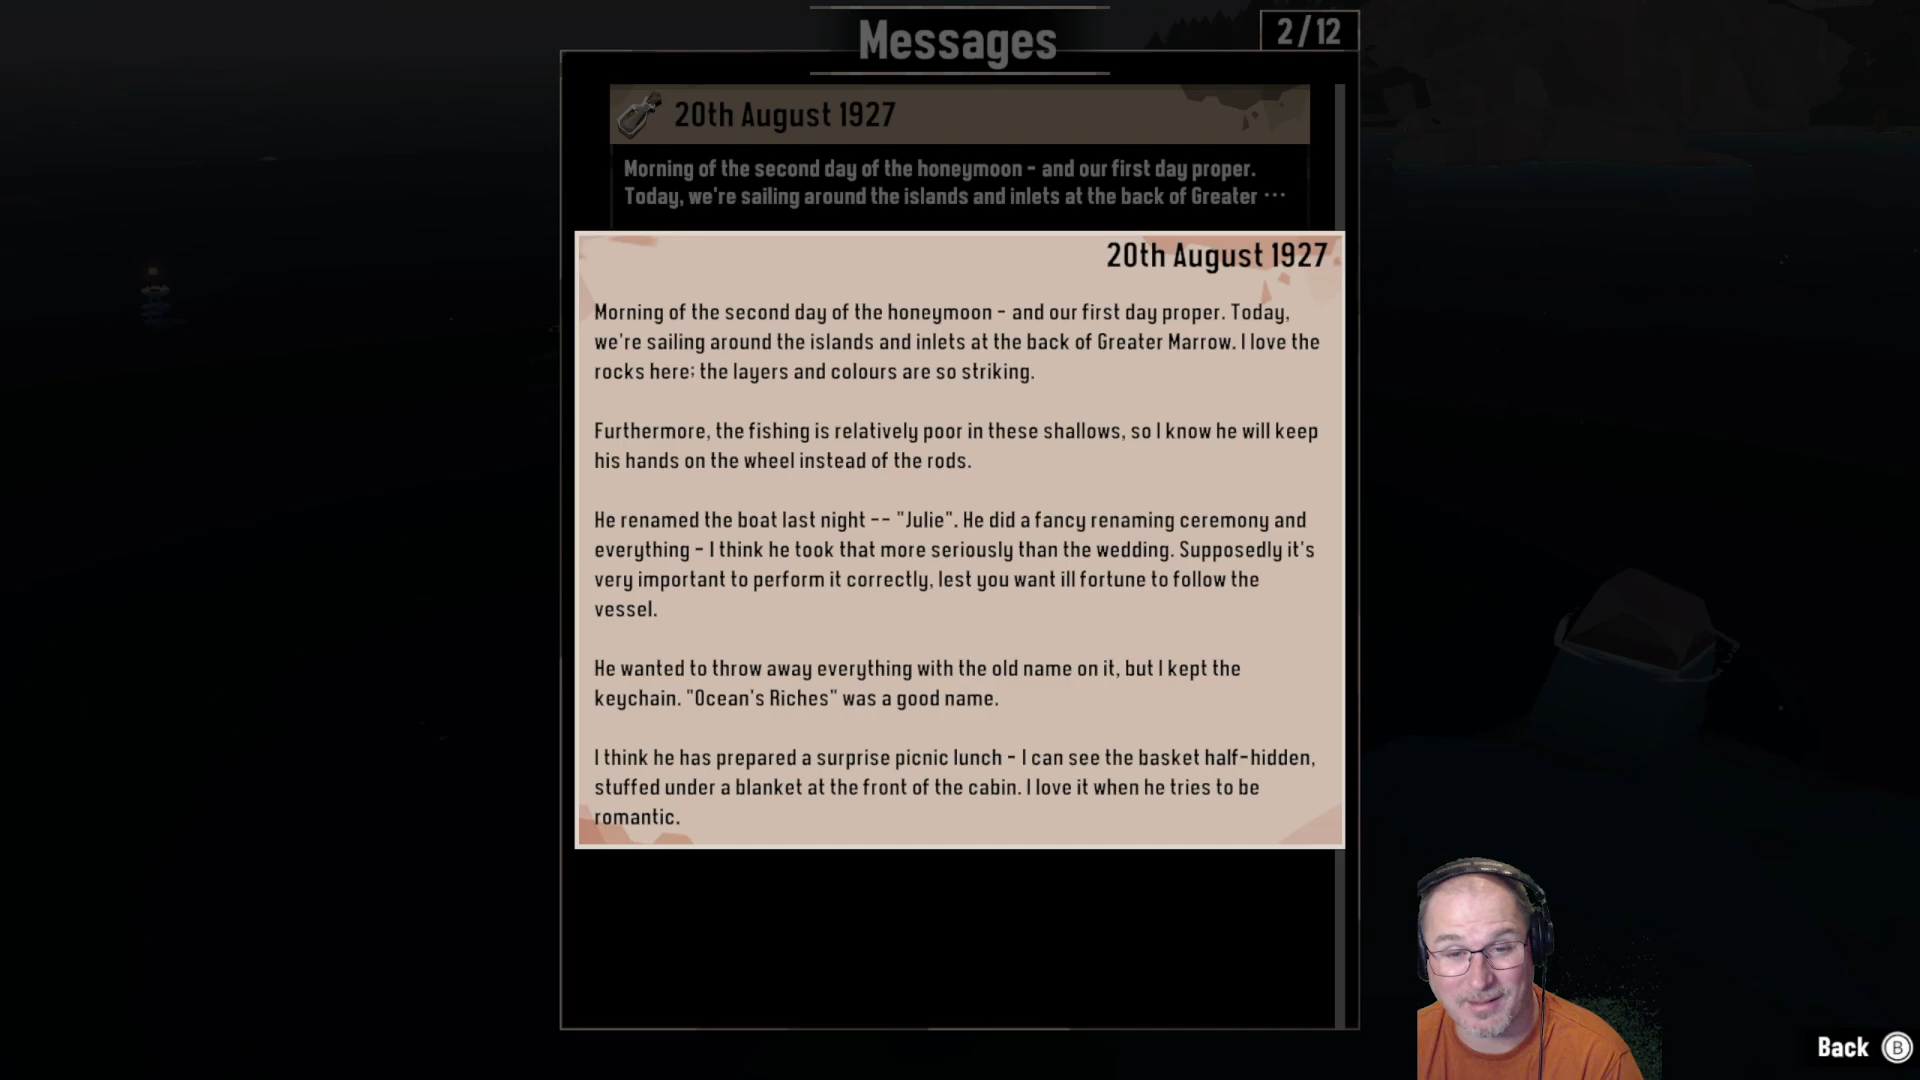 Messages
2/12
20th August 1927
Morning of the second day of the honeymoon - and our first day proper.
Today, we're sailing around the islands and inlets at the back of Greater ···
20th August 1927
Morning of the second day of the honeymoon - and our first day proper. Today,
we're sailing around the islands and inlets at the back of Greater Marrow. I love the
rocks here; the layers and colours are so striking.
Furthermore, the fishing is relatively poor in these shallows, so I know he will keep
his hands on the wheel instead of the rods.
He renamed the boat last night -- "Julie". He did a fancy renaming ceremony and
everything - I think he took that more seriously than the wedding. Supposedly it's
very important to perform it correctly, lest you want ill fortune to follow the
vessel.
He wanted to throw away everything with the old name on it, but I kept the
keychain. "Ocean's Riches" was a good name.
I think he has prepared a surprise picnic lunch - I can see the basket half-hidden,
stuffed under a blanket at the front of the cabin. I love it when he tries to be
romantic.
Back B